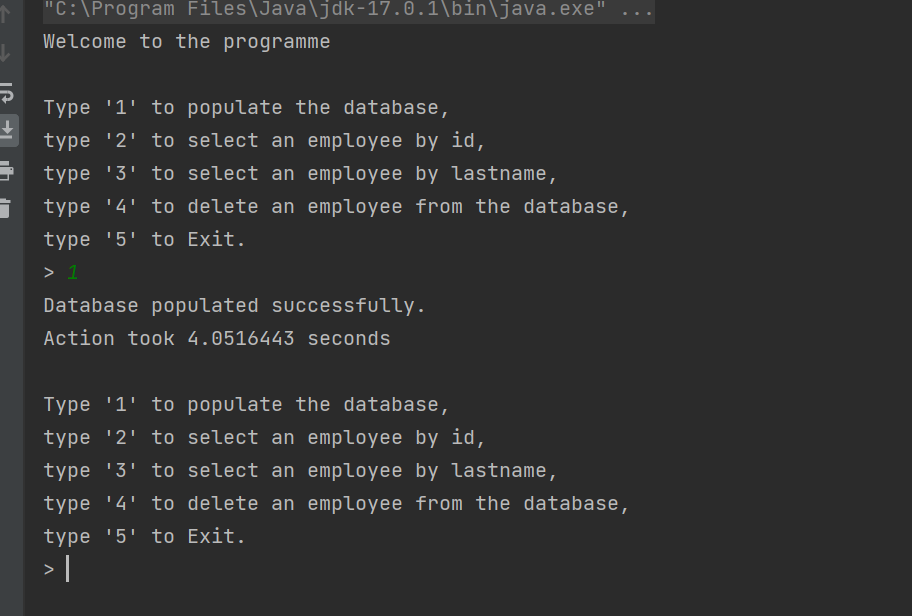 "C:\Program Files\Java\jdk-17.0.1\bin\java.exe" ...
Welcome to the programme
Type '1' to populate the database,
type '2' to select an employee by id,
type '3' to select an employee by lastname,
type '4' to delete an employee from the database,
type '5' to Exit.
> 1
Database populated successfully.
Action took 4.0516443 seconds
Type '1' to populate the database,
type '2' to select an employee by id,
type '3' to select an employee by lastname,
type '4' to delete an employee from the database,
type '5' to Exit.
>